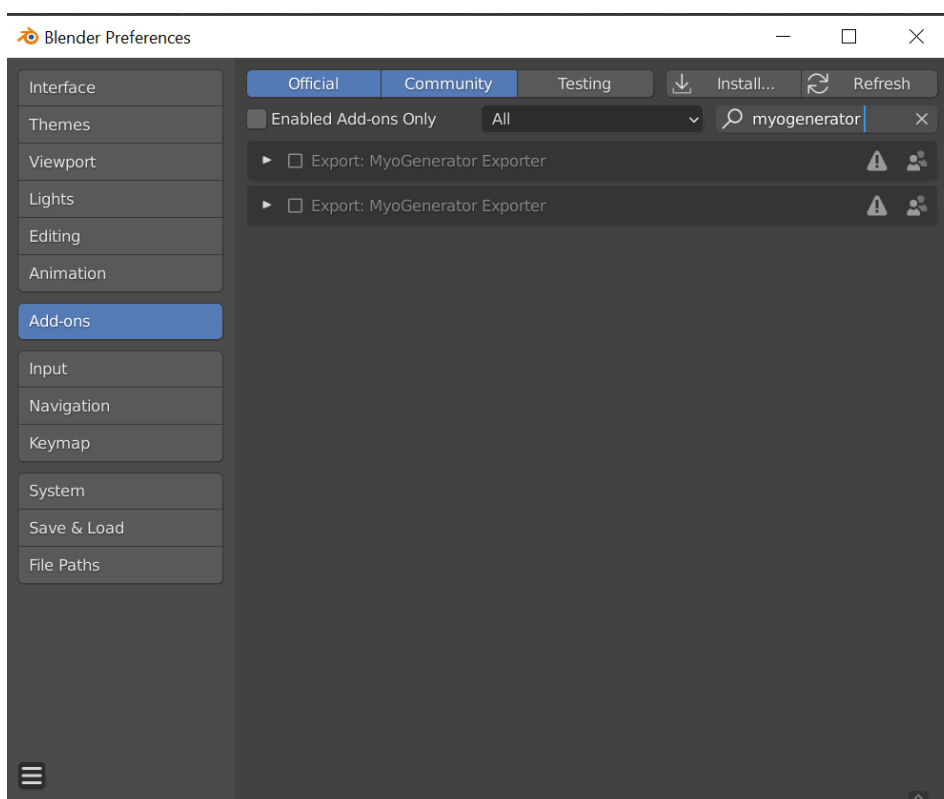 Blender Preferences
Interface
Themes
Viewport
Lights
Editing
Animation
Add-ons
Input
Navigation
Keymap
System
Save & Load
File Paths
Official Community Testing Install... Refresh
Enabled Add-ons Only All myogenerator
Export: MyoGenerator Exporter
Export: MyoGenerator Exporter